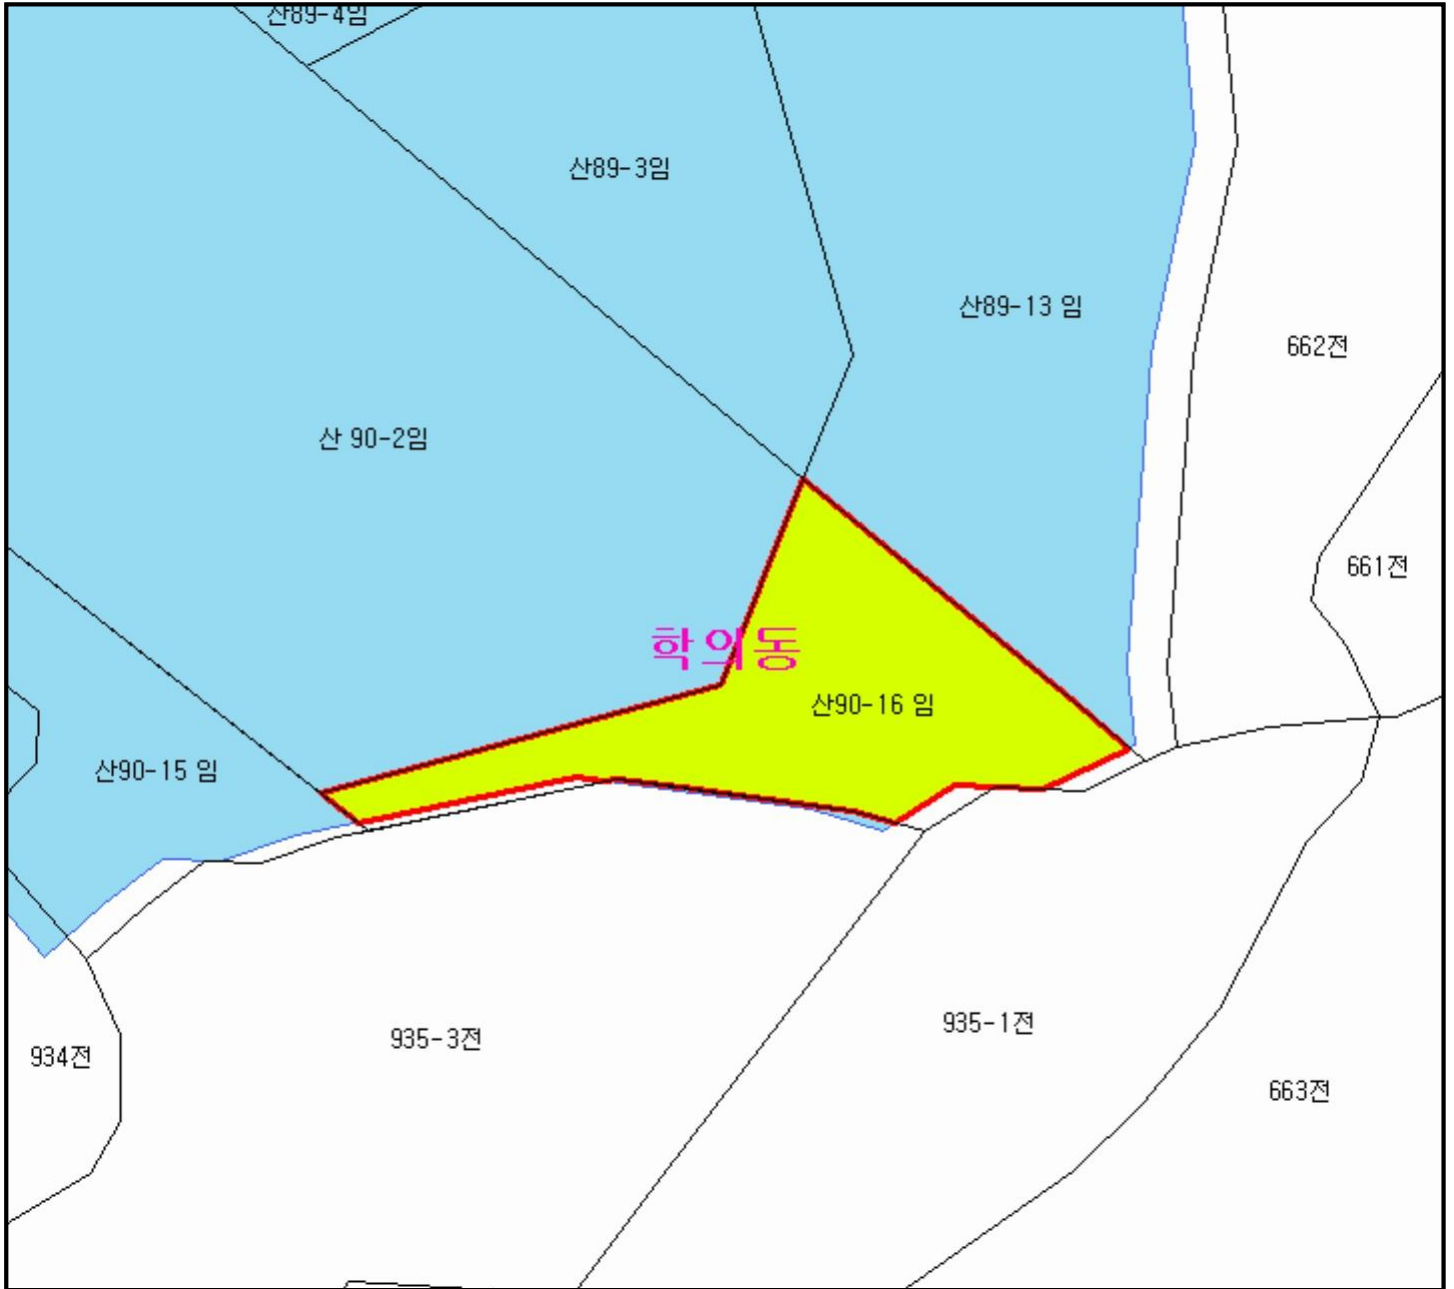 산89-4임
산89-3임
산89-13 임
662전
산 90-2임
661전
학의동
산90-16 임
산90-15 임
935-1전
935-3전
934전
663전